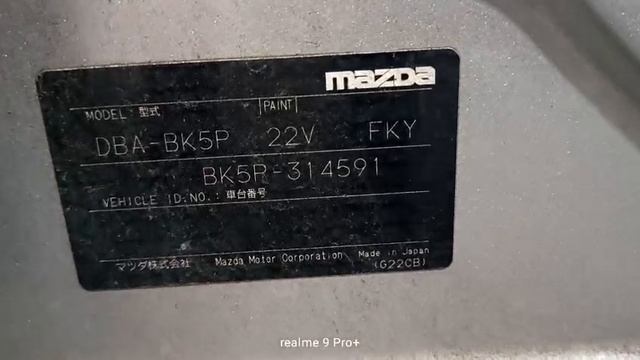 mazda
MODEL: 型式 PAINT
DBA-BK5P 22V FKY
BK5P-314591
VEHICLE ID.NO.: 車台番号
マツダ株式会社 Mazda Motor Corporation Made in Japan
(G22CB)
realme 9 Pro+